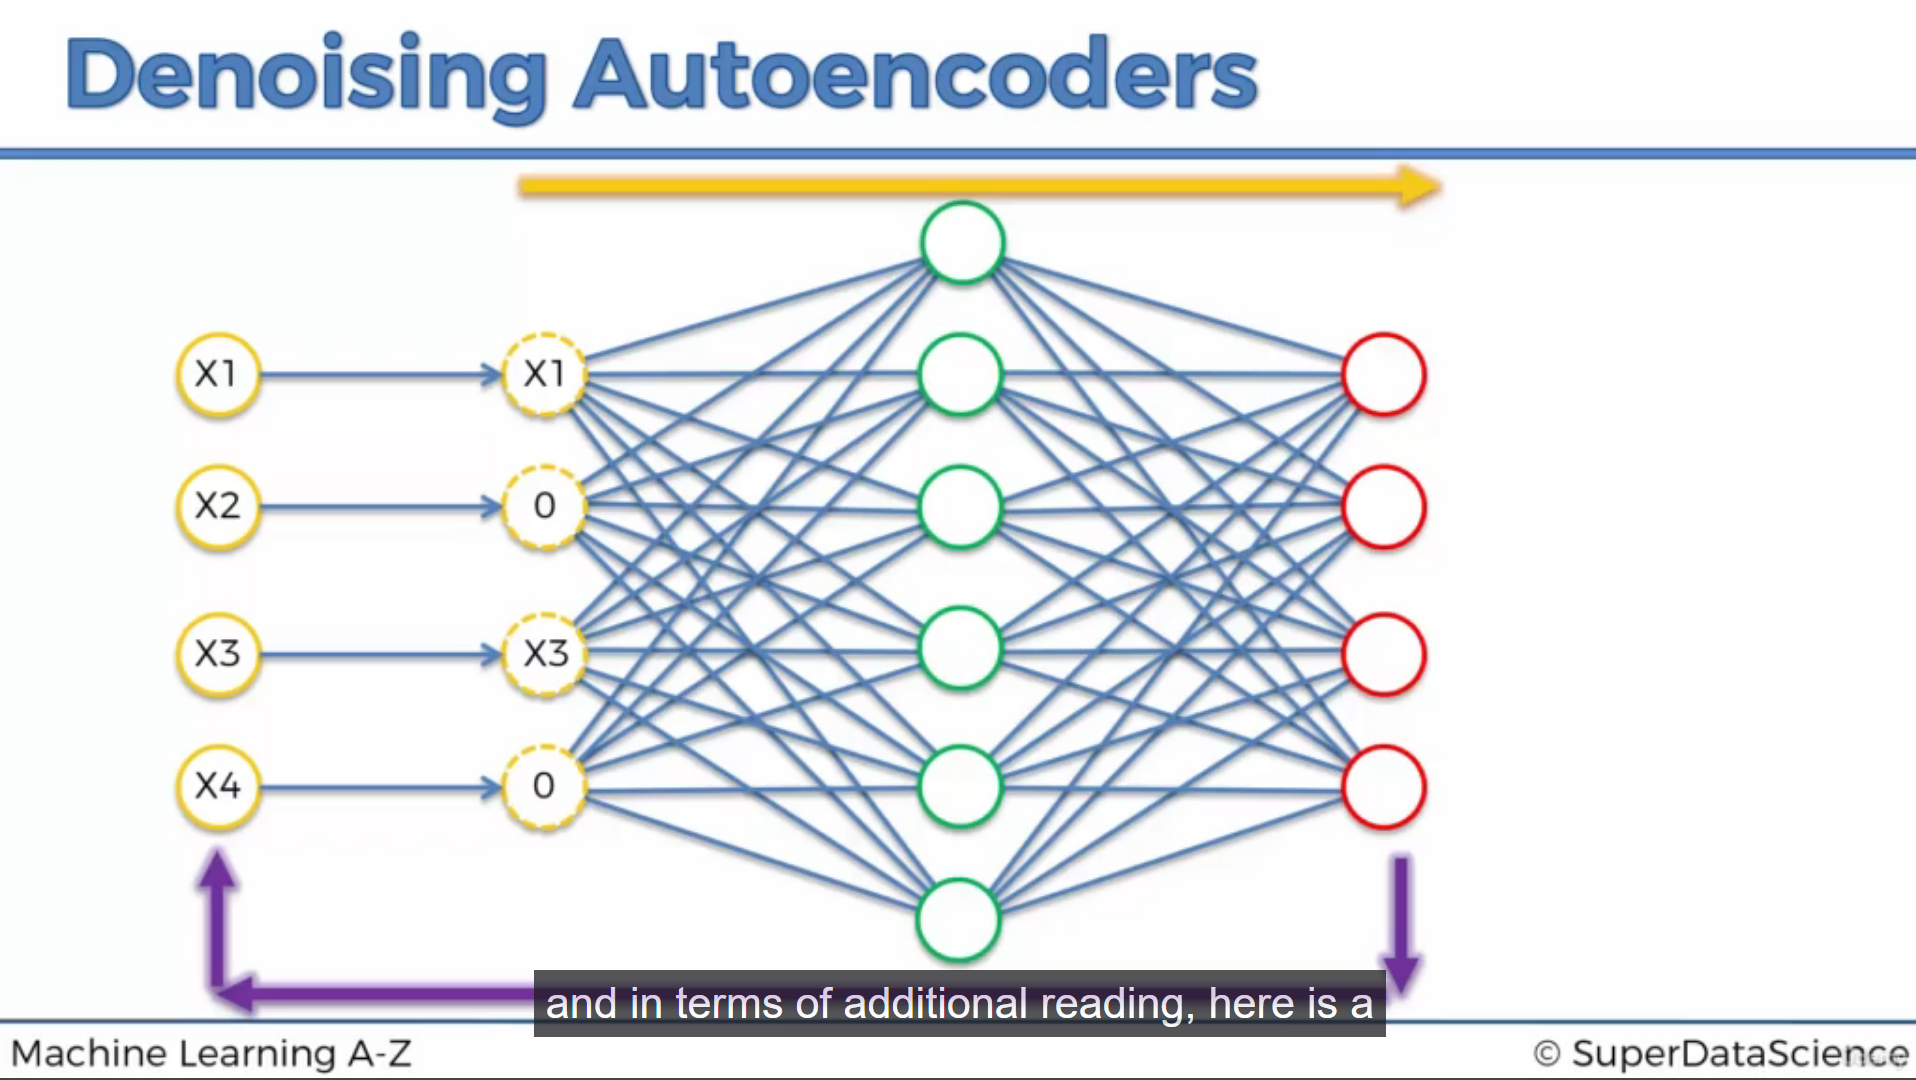 Denoising Autoencoders
X1 X1
X2 0
X3 X3
X4 0
and in terms of additional reading, here is a
Machine Learning A-Z © SuperDataScience